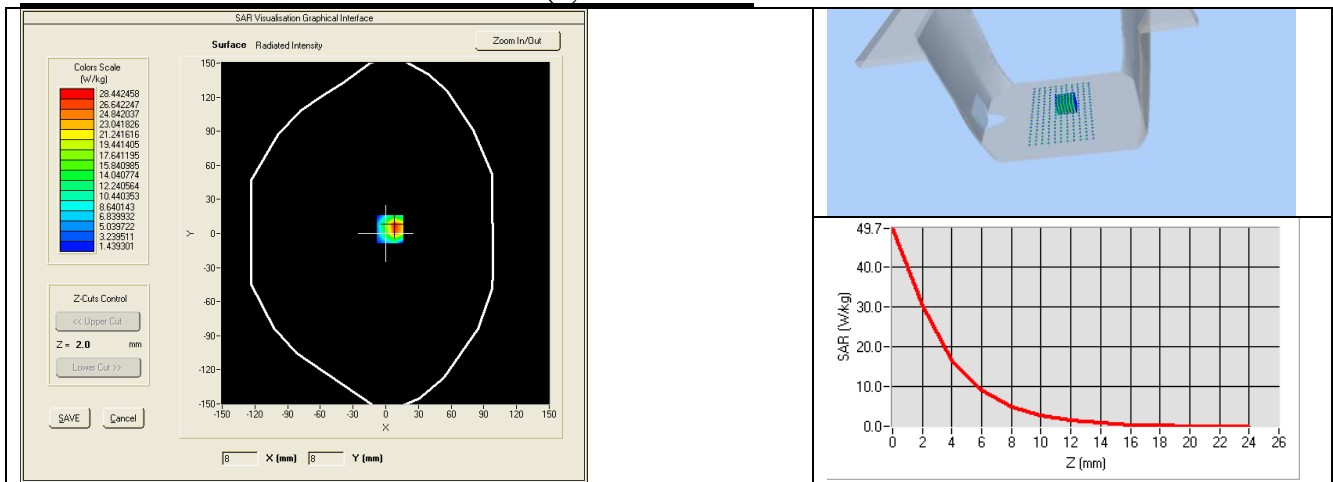 SAR Visualisation Graphical Interface
Surface Radiated Intensity
Zoom In/Out
Colors Scale
(W/kg)
28.442458
26.642247
24.842037
23.041826
21.241616
19.441405
17.641195
15.840985
14.040774
12.240564
10.440353
8.640143
6.839932
5.039722
3.239511
1.439301
Z-Cuts Control
<< Upper Cut
Z = 2.0 mm
Lower Cut >>
SAVE Cancel
150
120
90
60
30
Y 0
-30
-60
-90
-120
-150
-150 -120 -90 -60 -30 0 30 60 90 120 150
X
8 X (mm) 8 Y (mm)
49.7
40.0
30.0
20.0
10.0
0.0
SAR (W/kg)
0 2 4 6 8 10 12 14 16 18 20 22 24 26
Z (mm)